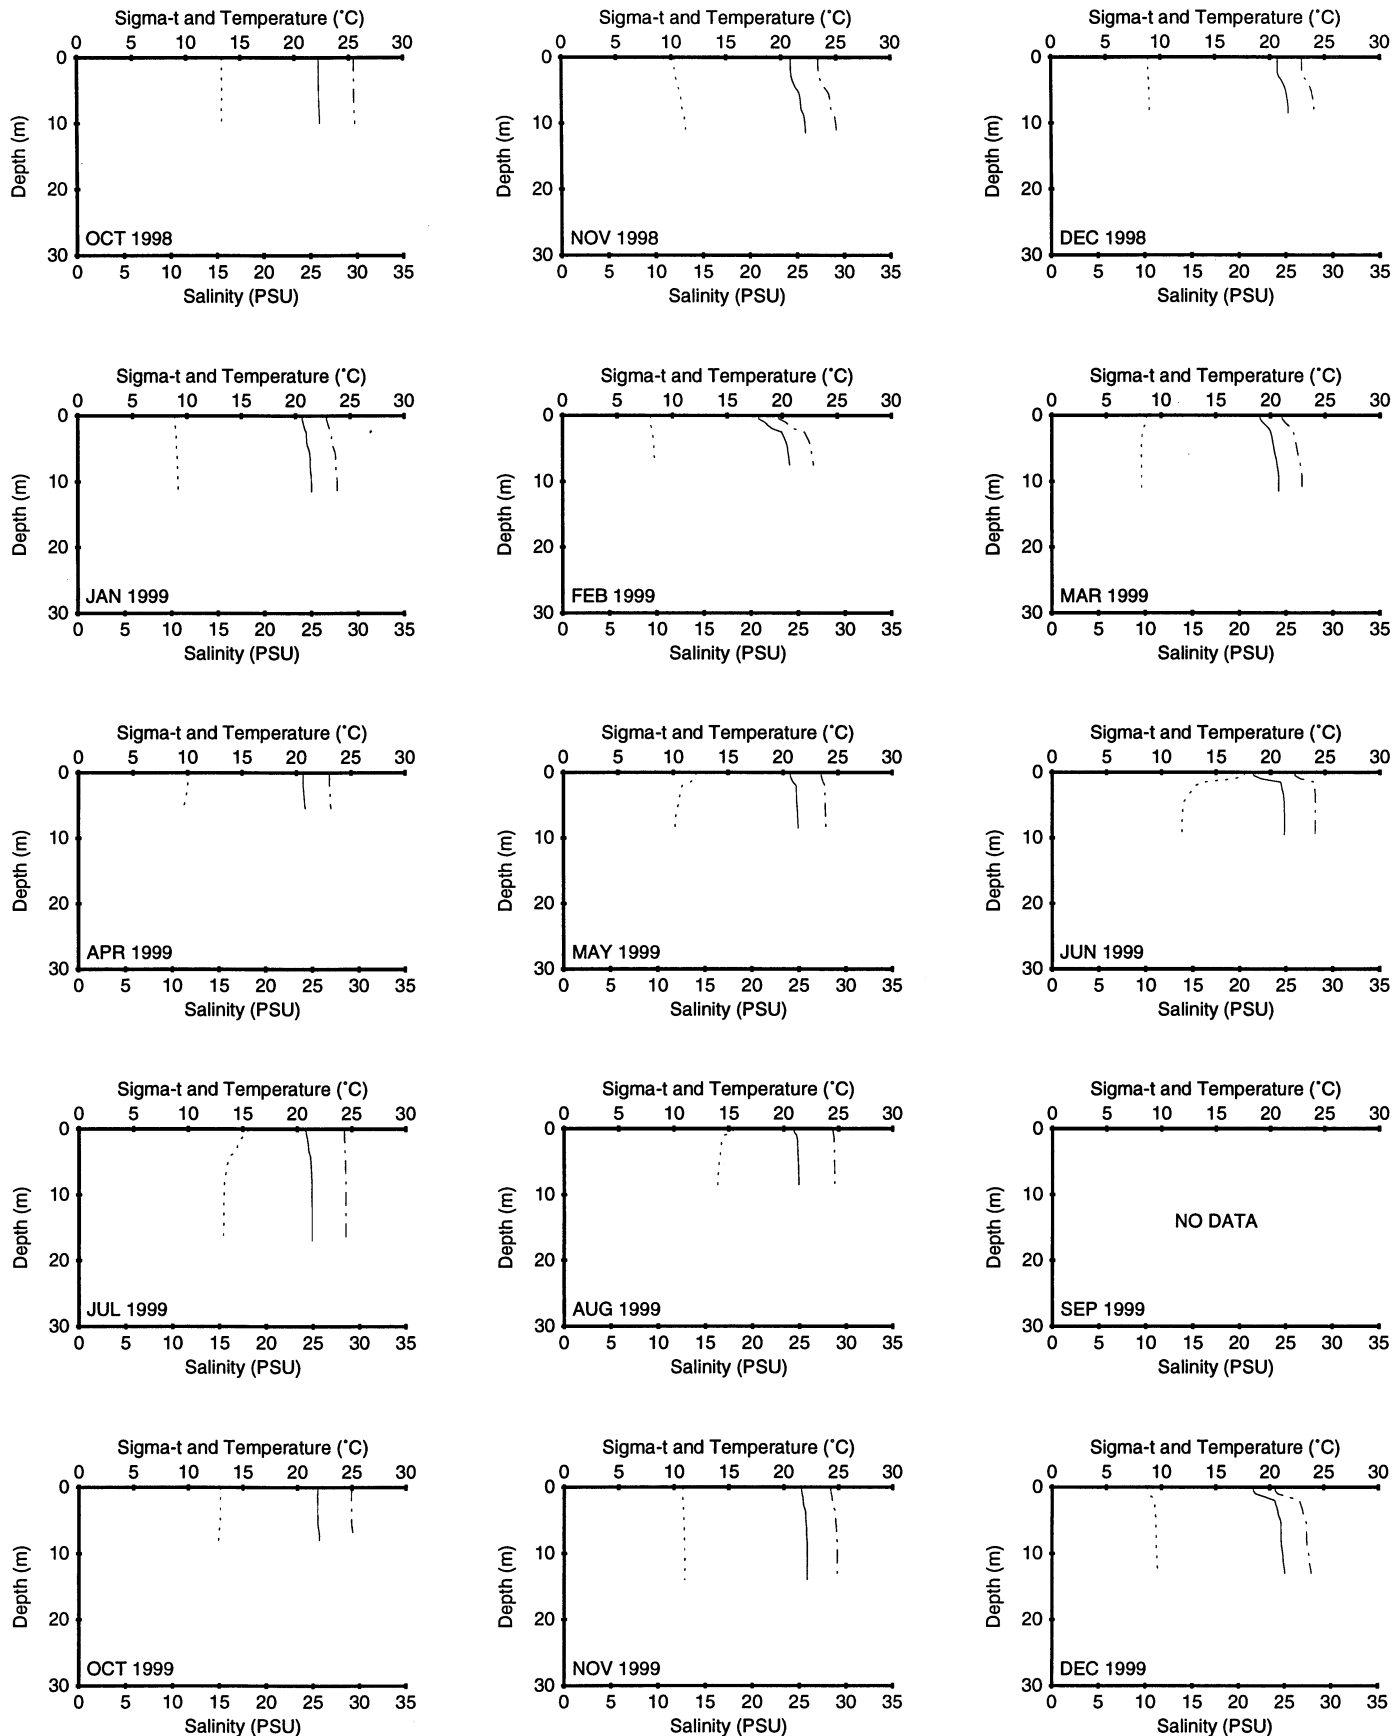 Sigma-t and Temperature (°C)
0 5 10 15 20 25 30
0
10
20
30
Depth (m)
OCT 1998
0 5 10 15 20 25 30 35
Salinity (PSU)
Sigma-t and Temperature (°C)
0 5 10 15 20 25 30
0
10
20
30
Depth (m)
NOV 1998
0 5 10 15 20 25 30 35
Salinity (PSU)
Sigma-t and Temperature (°C)
0 5 10 15 20 25 30
0
10
20
30
Depth (m)
DEC 1998
0 5 10 15 20 25 30 35
Salinity (PSU)
Sigma-t and Temperature (°C)
0 5 10 15 20 25 30
0
10
20
30
Depth (m)
JAN 1999
0 5 10 15 20 25 30 35
Salinity (PSU)
Sigma-t and Temperature (°C)
0 5 10 15 20 25 30
0
10
20
30
Depth (m)
FEB 1999
0 5 10 15 20 25 30 35
Salinity (PSU)
Sigma-t and Temperature (°C)
0 5 10 15 20 25 30
0
10
20
30
Depth (m)
MAR 1999
0 5 10 15 20 25 30 35
Salinity (PSU)
Sigma-t and Temperature (°C)
0 5 10 15 20 25 30
0
10
20
30
Depth (m)
APR 1999
0 5 10 15 20 25 30 35
Salinity (PSU)
Sigma-t and Temperature (°C)
0 5 10 15 20 25 30
0
10
20
30
Depth (m)
MAY 1999
0 5 10 15 20 25 30 35
Salinity (PSU)
Sigma-t and Temperature (°C)
0 5 10 15 20 25 30
0
10
20
30
Depth (m)
JUN 1999
0 5 10 15 20 25 30 35
Salinity (PSU)
Sigma-t and Temperature (°C)
0 5 10 15 20 25 30
0
10
20
30
Depth (m)
JUL 1999
0 5 10 15 20 25 30 35
Salinity (PSU)
Sigma-t and Temperature (°C)
0 5 10 15 20 25 30
0
10
20
30
Depth (m)
AUG 1999
0 5 10 15 20 25 30 35
Salinity (PSU)
Sigma-t and Temperature (°C)
0 5 10 15 20 25 30
0
10
20
30
Depth (m)
NO DATA
SEP 1999
0 5 10 15 20 25 30 35
Salinity (PSU)
Sigma-t and Temperature (°C)
0 5 10 15 20 25 30
0
10
20
30
Depth (m)
OCT 1999
0 5 10 15 20 25 30 35
Salinity (PSU)
Sigma-t and Temperature (°C)
0 5 10 15 20 25 30
0
10
20
30
Depth (m)
NOV 1999
0 5 10 15 20 25 30 35
Salinity (PSU)
Sigma-t and Temperature (°C)
0 5 10 15 20 25 30
0
10
20
30
Depth (m)
DEC 1999
0 5 10 15 20 25 30 35
Salinity (PSU)